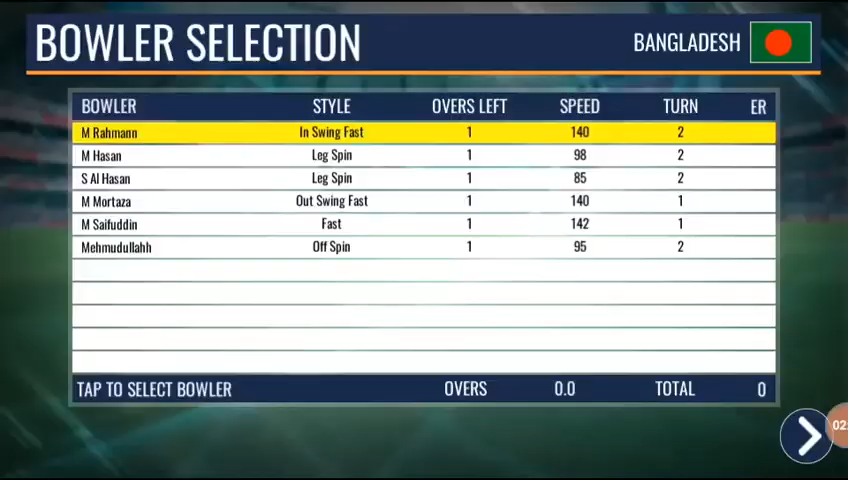 BOWLER SELECTION BANGLADESH
BOWLER STYLE OVERS LEFT SPEED TURN ER
M Rahmann In Swing Fast 1 140 2
M Hasan Leg Spin 1 98 2
S Al Hasan Leg Spin 1 85 2
M Mortaza Out Swing Fast 1 140 1
M Saifuddin Fast 1 142 1
Mehmudullahh Off Spin 1 95 2
TAP TO SELECT BOWLER OVERS 0.0 TOTAL 0